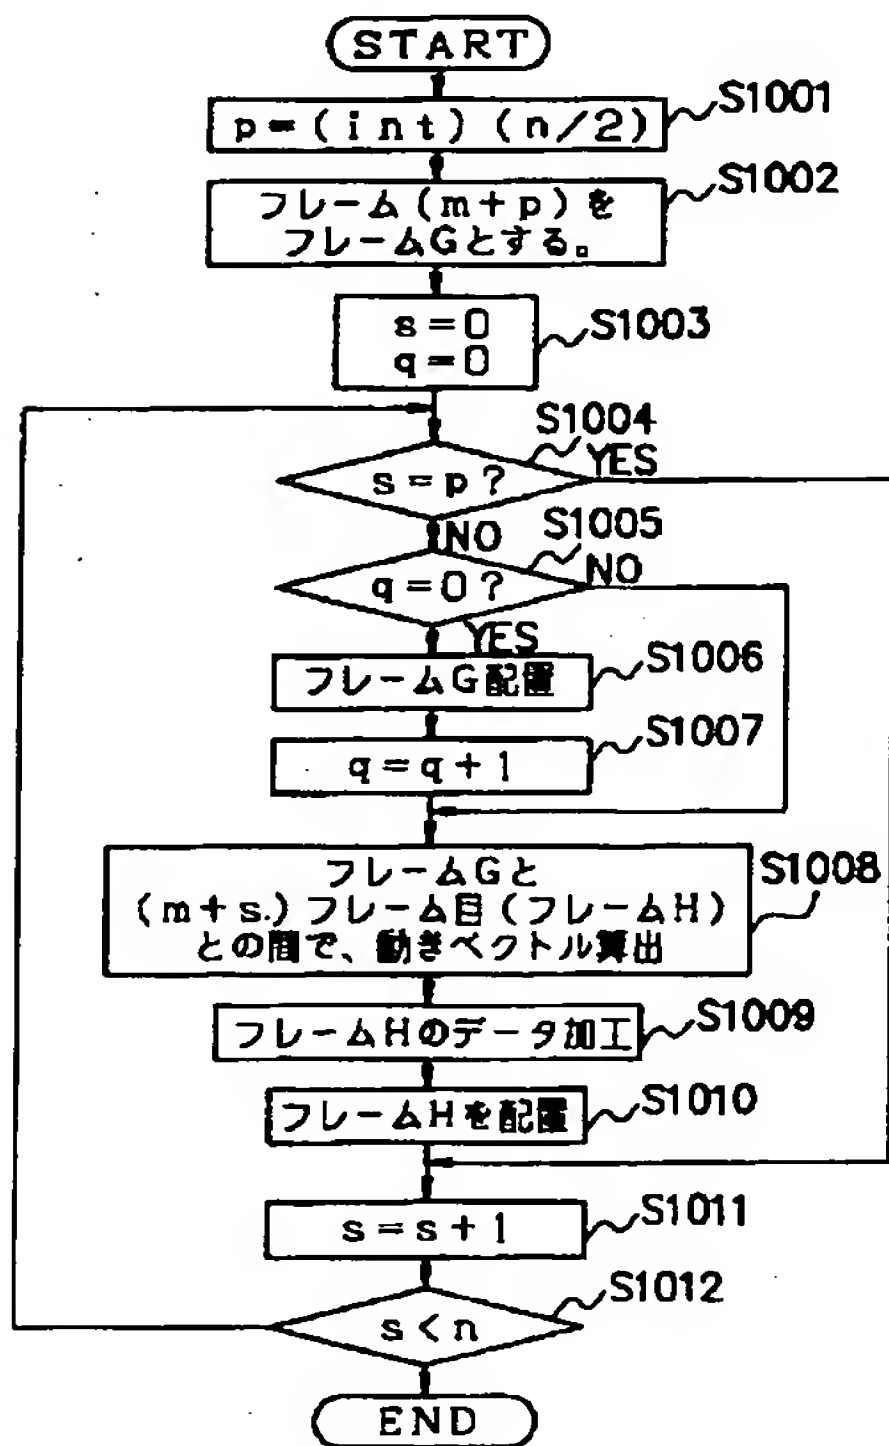 START
p=(int)(n/2)
S1001
フレーム(m+p)を
フレームGとする。
S1002
s=0
q=0
S1003
s=p?
S1004
YES
NO
q=0?
S1005
NO
YES
フレームG配置
S1006
q=q+1
S1007
フレームGと
(m+s.)フレーム目(フレームH)
との間で、動きベクトル算出
S1008
フレームHのデータ加工
S1009
フレームHを配置
S1010
s=s+1
S1011
s<n
S1012
END